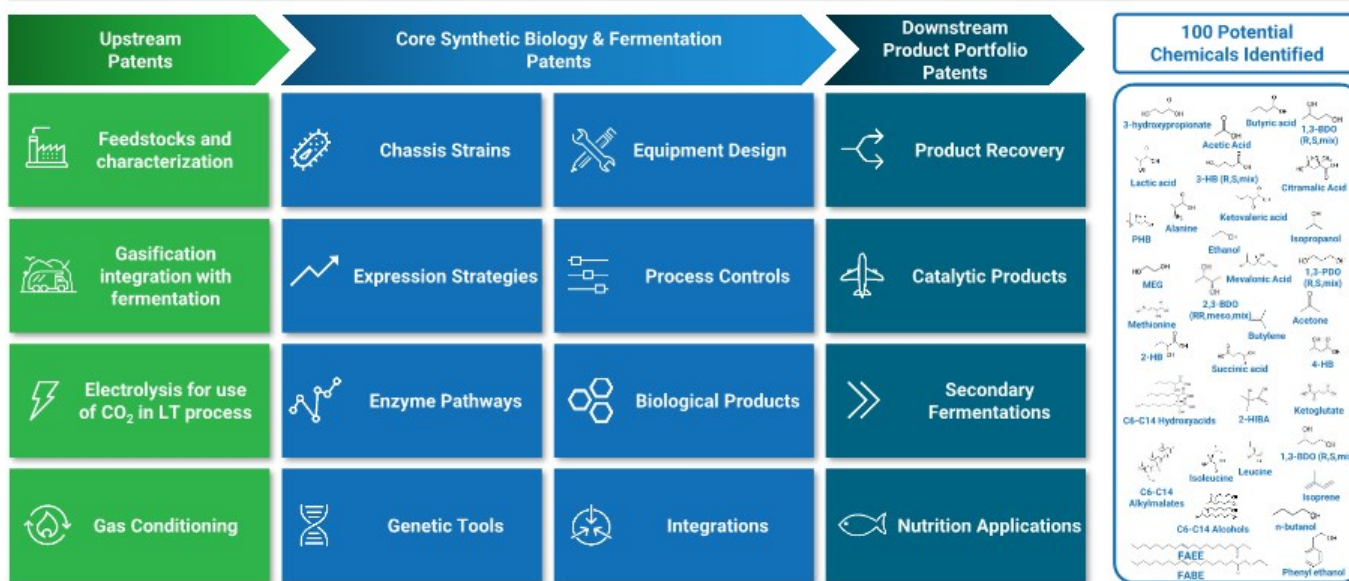 Upstream
Patents
Core Synthetic Biology & Fermentation
Patents
Downstream
Product Portfolio
Patents
100 Potential
Chemicals Identified
Feedstocks and
characterization
Chassis Strains
Equipment Design
Product Recovery
Gasification
integration with
fermentation
Expression Strategies
Process Controls
Catalytic Products
Electrolysis for use
of CO₂ in LT process
Enzyme Pathways
Biological Products
Secondary
Fermentations
Gas Conditioning
Genetic Tools
Integrations
Nutrition Applications
3-hydroxypropionate
Butyric acid
1,3-BDO
(R,S,mix)
Acetic Acid
Lactic acid
3-HB (R,S,mix)
Citramalic Acid
PHB
Alanine
Ketovaleric acid
Isopropanol
Ethanol
MEG
Mevalonic Acid
1,3-PDO
(R,S,mix)
2,3-BDO
(RR,meso,mix)
Methionine
Butylene
Acetone
2-HB
Succinic acid
4-HB
C6-C14 Hydroxyacids
2-HIBA
Ketoglutate
1,3-BDO (R,S,mi
C6-C14
Alkylmalates
Isoleucine
Leucine
Isoprene
C6-C14 Alcohols
n-butanol
FAEE
FABE
Phenyl ethanol